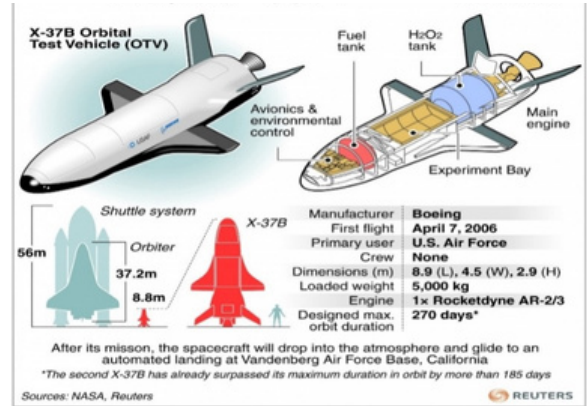 X-37B Orbital
Test Vehicle (OTV)
Fuel
tank
H2O2
tank
Avionics &
environmental
control
Main
engine
Experiment Bay
USAF
BOEING
Shuttle system
Orbiter
X-37B
56m
37.2m
8.8m
Manufacturer Boeing
First flight April 7, 2006
Primary user U.S. Air Force
Crew None
Dimensions (m) 8.9 (L), 4.5 (W), 2.9 (H)
Loaded weight 5,000 kg
Engine 1x Rocketdyne AR-2/3
Designed max. 270 days*
orbit duration
After its misson, the spacecraft will drop into the atmosphere and glide to an
automated landing at Vandenberg Air Force Base, California
*The second X-37B has already surpassed its maximum duration in orbit by more than 185 days
Sources: NASA, Reuters
REUTERS